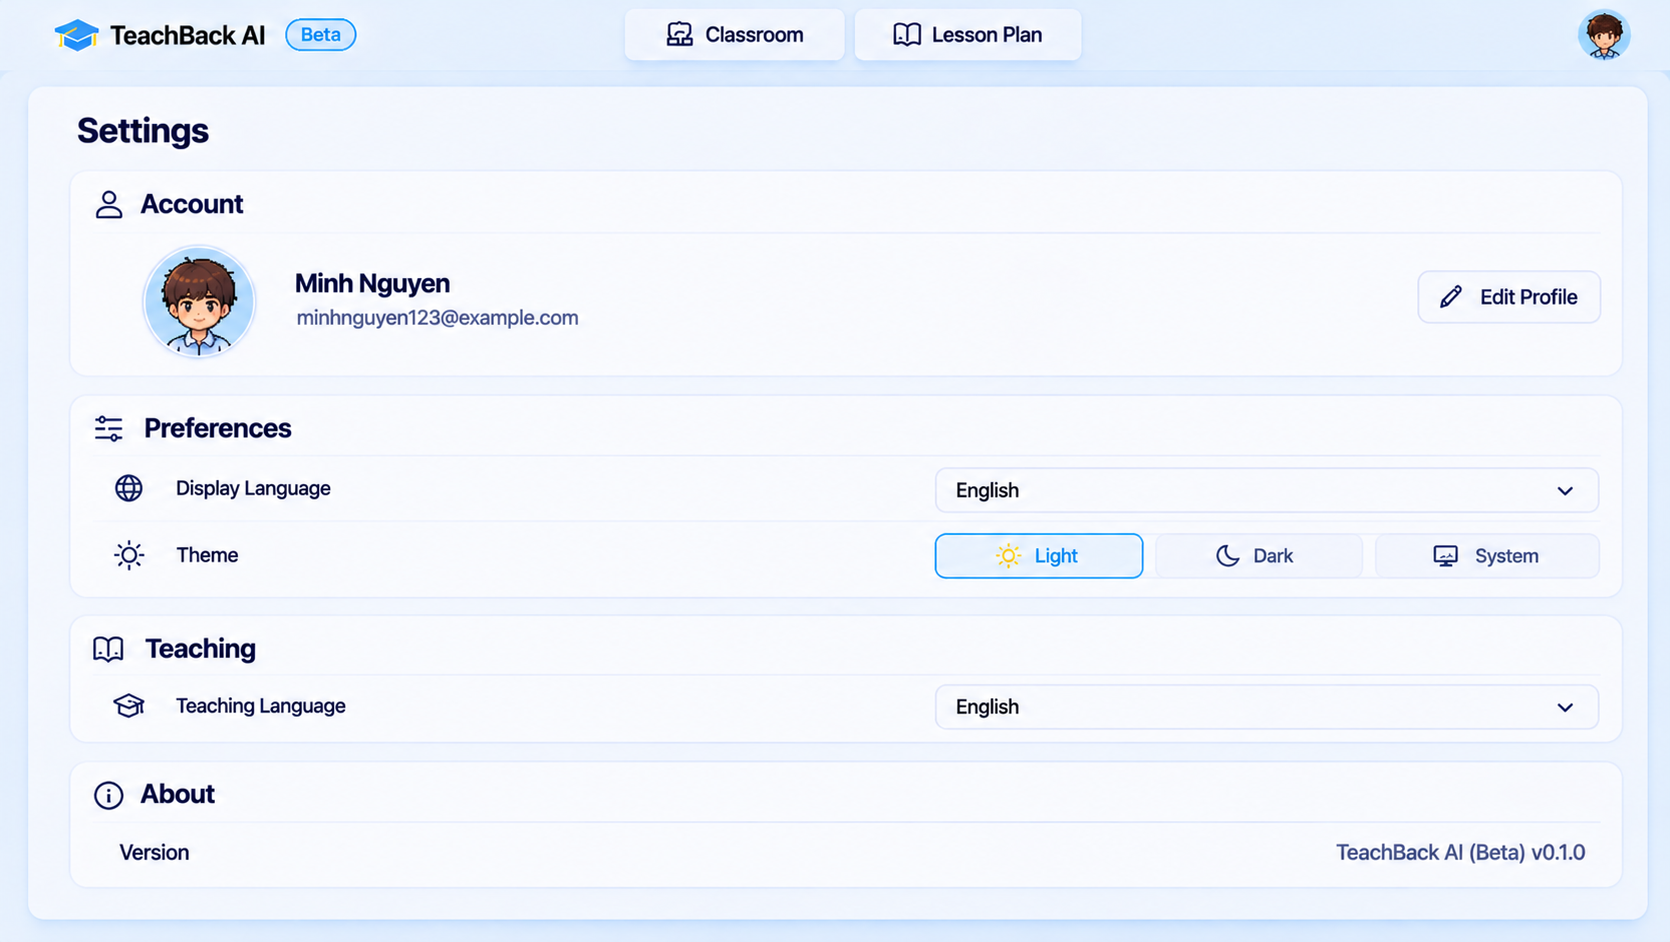 TeachBack AI Beta
Classroom
Lesson Plan
Settings
Account
Minh Nguyen
minhnguyen123@example.com
Edit Profile
Preferences
Display Language
English
Theme
Light
Dark
System
Teaching
Teaching Language
English
About
Version
TeachBack AI (Beta) v0.1.0